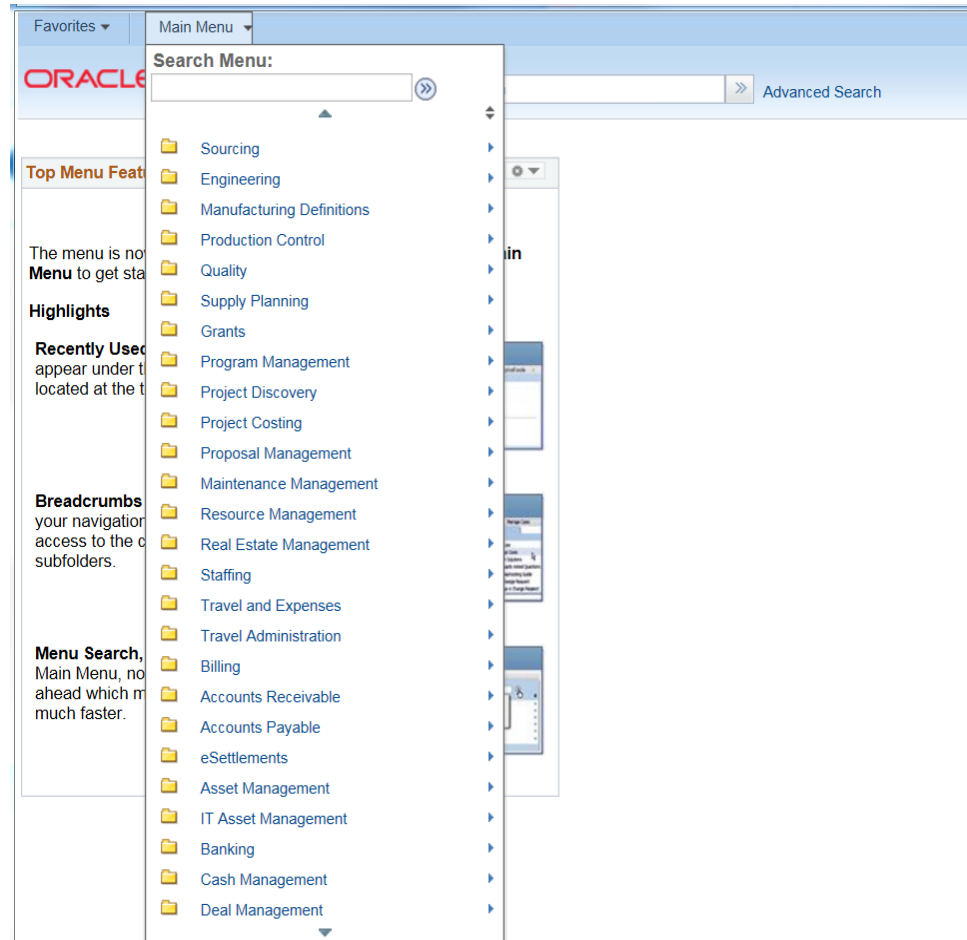 Favorites
Main Menu
Search Menu:
ORACLE
Advanced Search
Sourcing
Top Menu Feat
Engineering
Manufacturing Definitions
Production Control
The menu is no
in
Menu to get sta
Quality
Supply Planning
Highlights
Grants
Recently Used
Program Management
appear under t
located at the t
Project Discovery
Project Costing
Proposal Management
Maintenance Management
Breadcrumbs
your navigation
Resource Management
access to the c
Real Estate Management
subfolders.
Staffing
Travel and Expenses
Travel Administration
Menu Search,
Billing
Main Menu, no
ahead which m
Accounts Receivable
much faster.
Accounts Payable
eSettlements
Asset Management
IT Asset Management
Banking
Cash Management
Deal Management